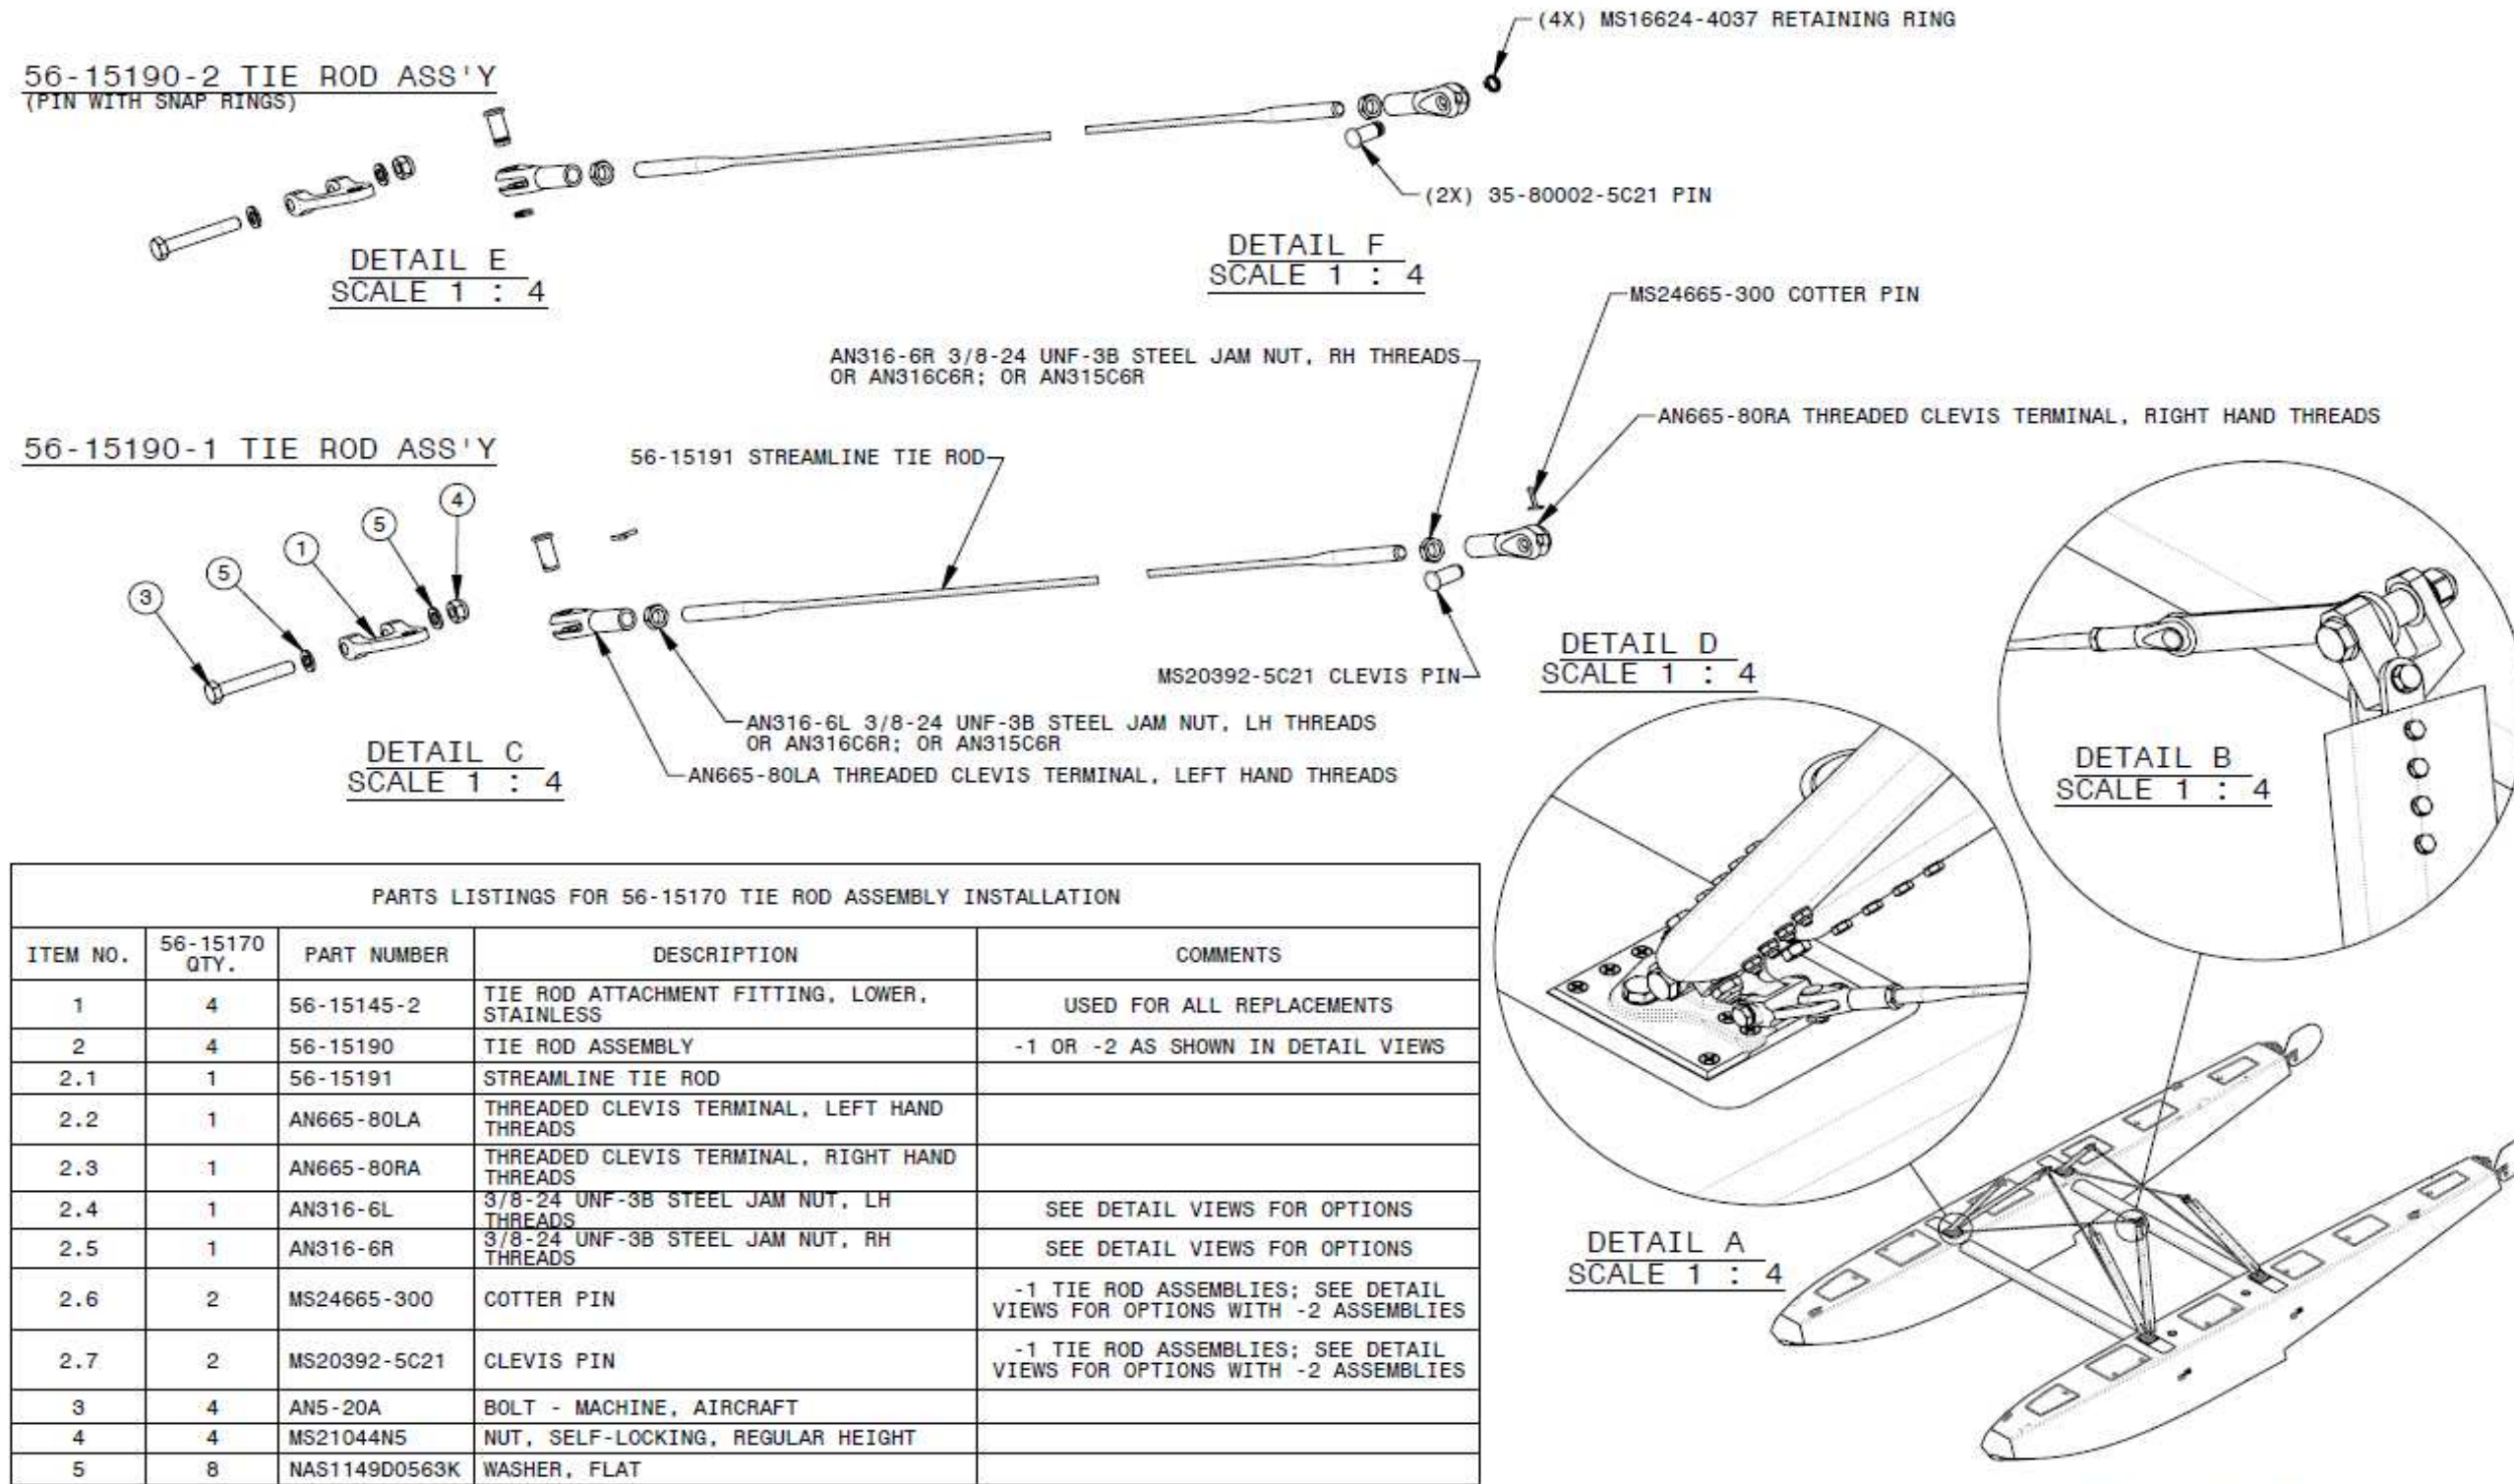 (4X) MS16624-4037 RETAINING RING
56-15190-2 TIE ROD ASS'Y
(PIN WITH SNAP RINGS)
(2X) 35-80002-5C21 PIN
DETAIL E
SCALE 1 : 4
DETAIL F
SCALE 1 : 4
MS24665-300 COTTER PIN
AN316-6R 3/8-24 UNF-3B STEEL JAM NUT, RH THREADS
OR AN316C6R; OR AN315C6R
AN665-80RA THREADED CLEVIS TERMINAL, RIGHT HAND THREADS
56-15190-1 TIE ROD ASS'Y
56-15191 STREAMLINE TIE ROD
4
5
1
5
3
DETAIL D
SCALE 1 : 4
MS20392-5C21 CLEVIS PIN
AN316-6L 3/8-24 UNF-3B STEEL JAM NUT, LH THREADS
OR AN316C6R; OR AN315C6R
DETAIL C
SCALE 1 : 4
AN665-80LA THREADED CLEVIS TERMINAL, LEFT HAND THREADS
DETAIL B
SCALE 1 : 4
DETAIL A
SCALE 1 : 4
PARTS LISTINGS FOR 56-15170 TIE ROD ASSEMBLY INSTALLATION
ITEM NO. 56-15170 QTY. PART NUMBER DESCRIPTION COMMENTS
1 4 56-15145-2 TIE ROD ATTACHMENT FITTING, LOWER, STAINLESS USED FOR ALL REPLACEMENTS
2 4 56-15190 TIE ROD ASSEMBLY -1 OR -2 AS SHOWN IN DETAIL VIEWS
2.1 1 56-15191 STREAMLINE TIE ROD
2.2 1 AN665-80LA THREADED CLEVIS TERMINAL, LEFT HAND THREADS
2.3 1 AN665-80RA THREADED CLEVIS TERMINAL, RIGHT HAND THREADS
2.4 1 AN316-6L 3/8-24 UNF-3B STEEL JAM NUT, LH THREADS SEE DETAIL VIEWS FOR OPTIONS
2.5 1 AN316-6R 3/8-24 UNF-3B STEEL JAM NUT, RH THREADS SEE DETAIL VIEWS FOR OPTIONS
2.6 2 MS24665-300 COTTER PIN -1 TIE ROD ASSEMBLIES; SEE DETAIL VIEWS FOR OPTIONS WITH -2 ASSEMBLIES
2.7 2 MS20392-5C21 CLEVIS PIN -1 TIE ROD ASSEMBLIES; SEE DETAIL VIEWS FOR OPTIONS WITH -2 ASSEMBLIES
3 4 AN5-20A BOLT - MACHINE, AIRCRAFT
4 4 MS21044N5 NUT, SELF-LOCKING, REGULAR HEIGHT
5 8 NAS1149D0563K WASHER, FLAT